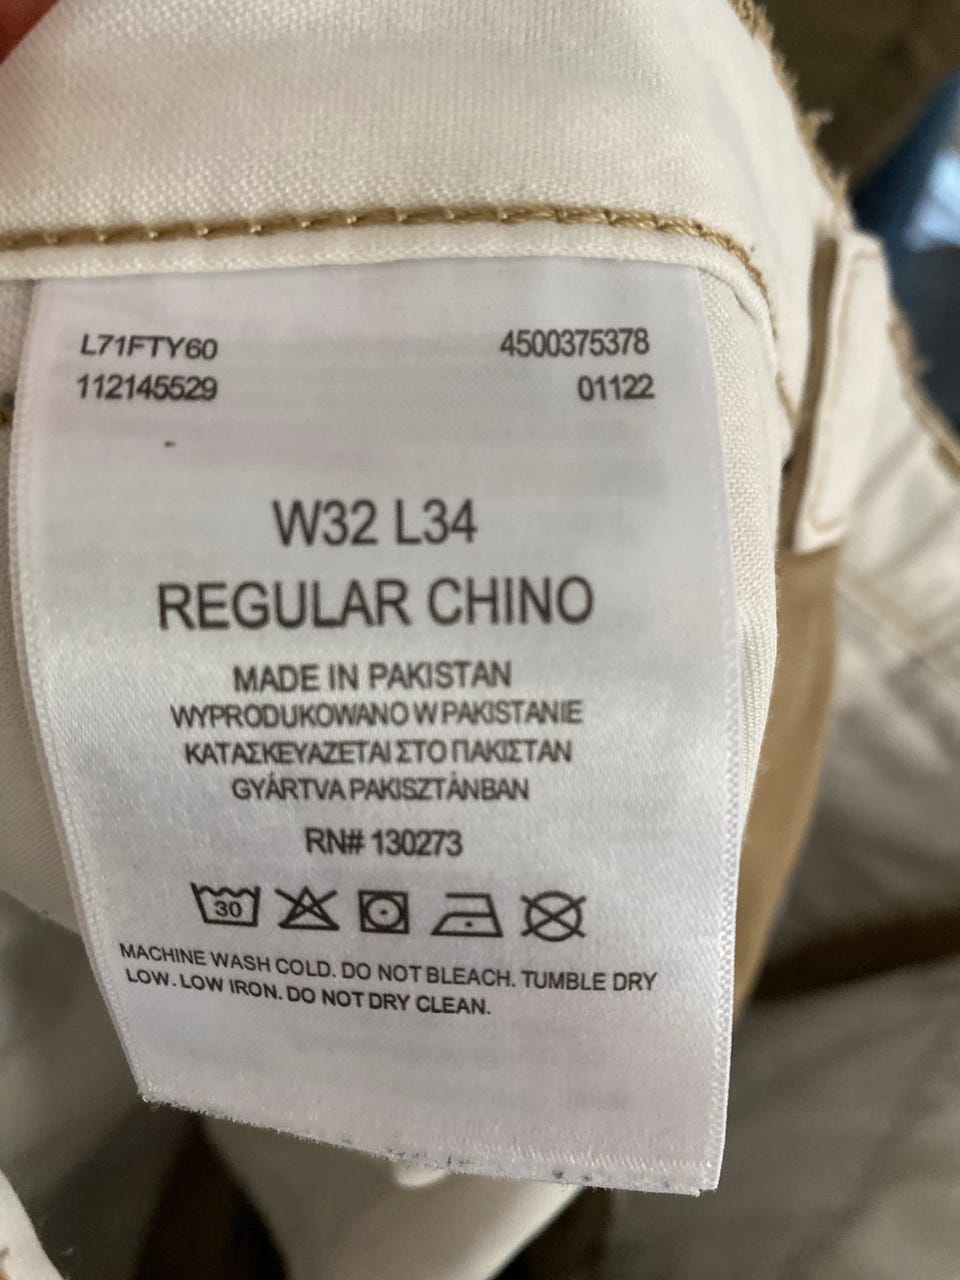 L71FTY60 4500375378
112145529 01122
W32 L34
REGULAR CHINO
MADE IN PAKISTAN
WYPRODUKOWANO W PAKISTANIE
ΚΑΤΑΣΚΕΥΑΖΕΤΑΙ ΣΤΟ ΠΑΚΙΣΤΑΝ
GYÁRTVA PAKISZTÁNBAN
RN# 130273
30
MACHINE WASH COLD. DO NOT BLEACH. TUMBLE DRY
LOW. LOW IRON. DO NOT DRY CLEAN.